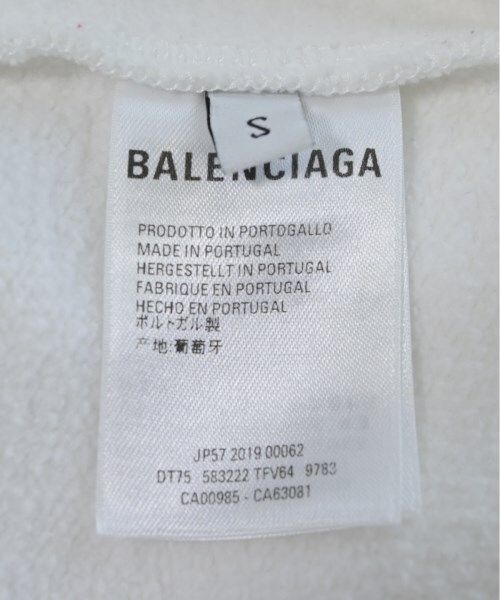 S
BALENCIAGA
PRODOTTO IN PORTOGALLO
MADE IN PORTUGAL
HERGESTELLT IN PORTUGAL
FABRIQUE EN PORTUGAL
HECHO EN PORTUGAL
ポルトガル製
产地:葡萄牙
JP57 2019 00062
DT75 583222 TFV64 9783
CA00985 - CA63081